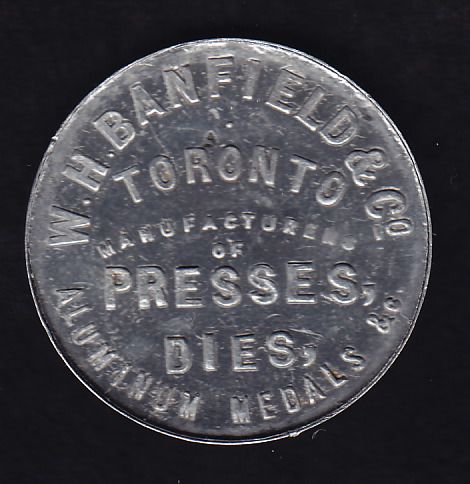 W. H. BANFIELD & Co
TORONTO
MANUFACTURERS
OF
PRESSES,
DIES,
ALUMINUM MEDALS &c